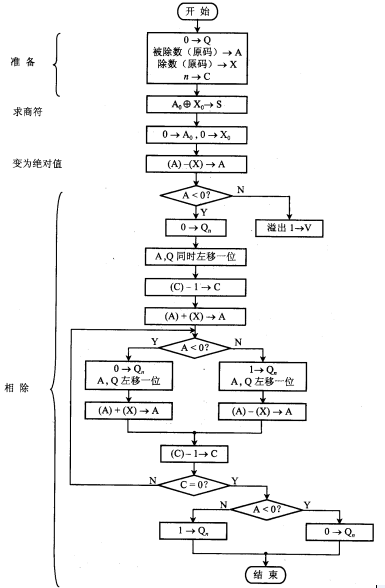 开 始
准 备
0 → Q
被除数（原码）→ A
除数（原码）→ X
n → C
求商符
A₀ ⊕ X₀ → S
0 → A₀ , 0 → X₀
变为绝对值
(A) –(X) → A
A < 0?
N
Y
0 → Qₙ
溢出 1→V
A,Q 同时左移一位
(C) – 1 → C
(A) + (X) → A
相 除
Y
A < 0?
N
0 → Qₙ
A, Q 左移一位
1→ Qₙ
A, Q 左移一位
(A) + (X) → A
(A) – (X) → A
(C) – 1→ C
N
C = 0?
Y
N
A < 0?
Y
1 → Qₙ
0 → Qₙ
结 束